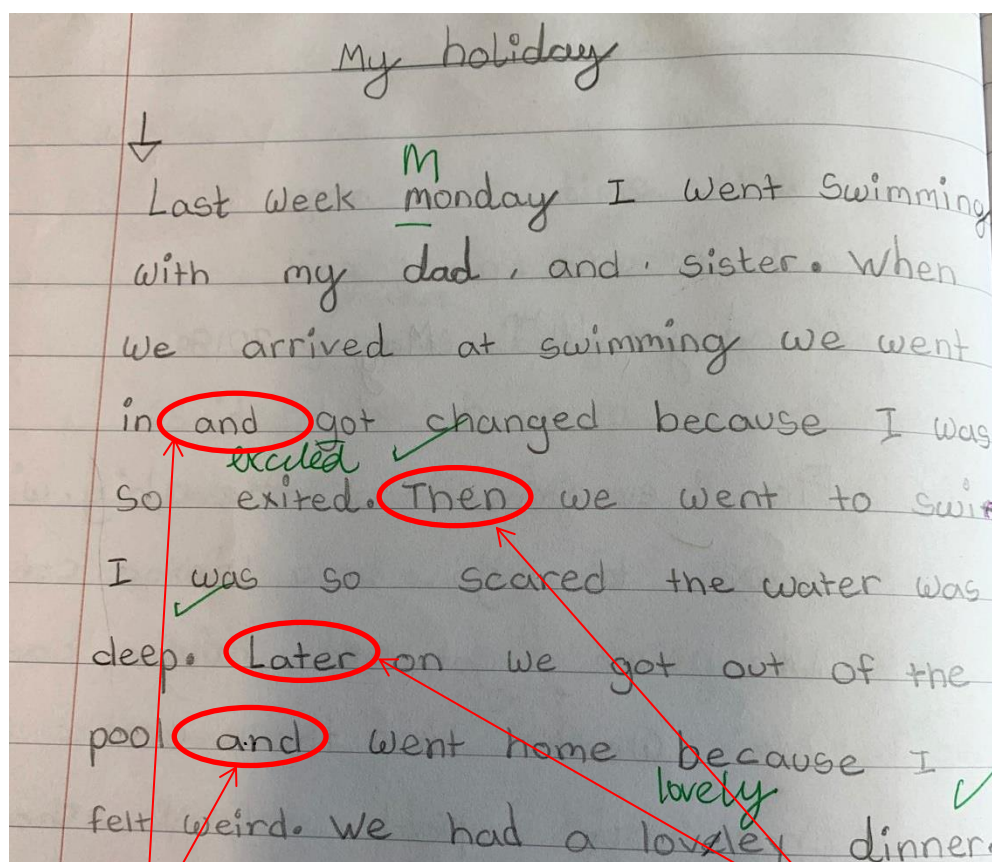 My holiday
M
Last week monday I went swimming
with my dad, and, sister. When
we arrived at swimming we went
in and got changed because I was
excited
so exited. Then we went to
I was so scared the water was
deep. Later on we got out of the
pool and went home because I
lovely
felt weird. We had a dinner.